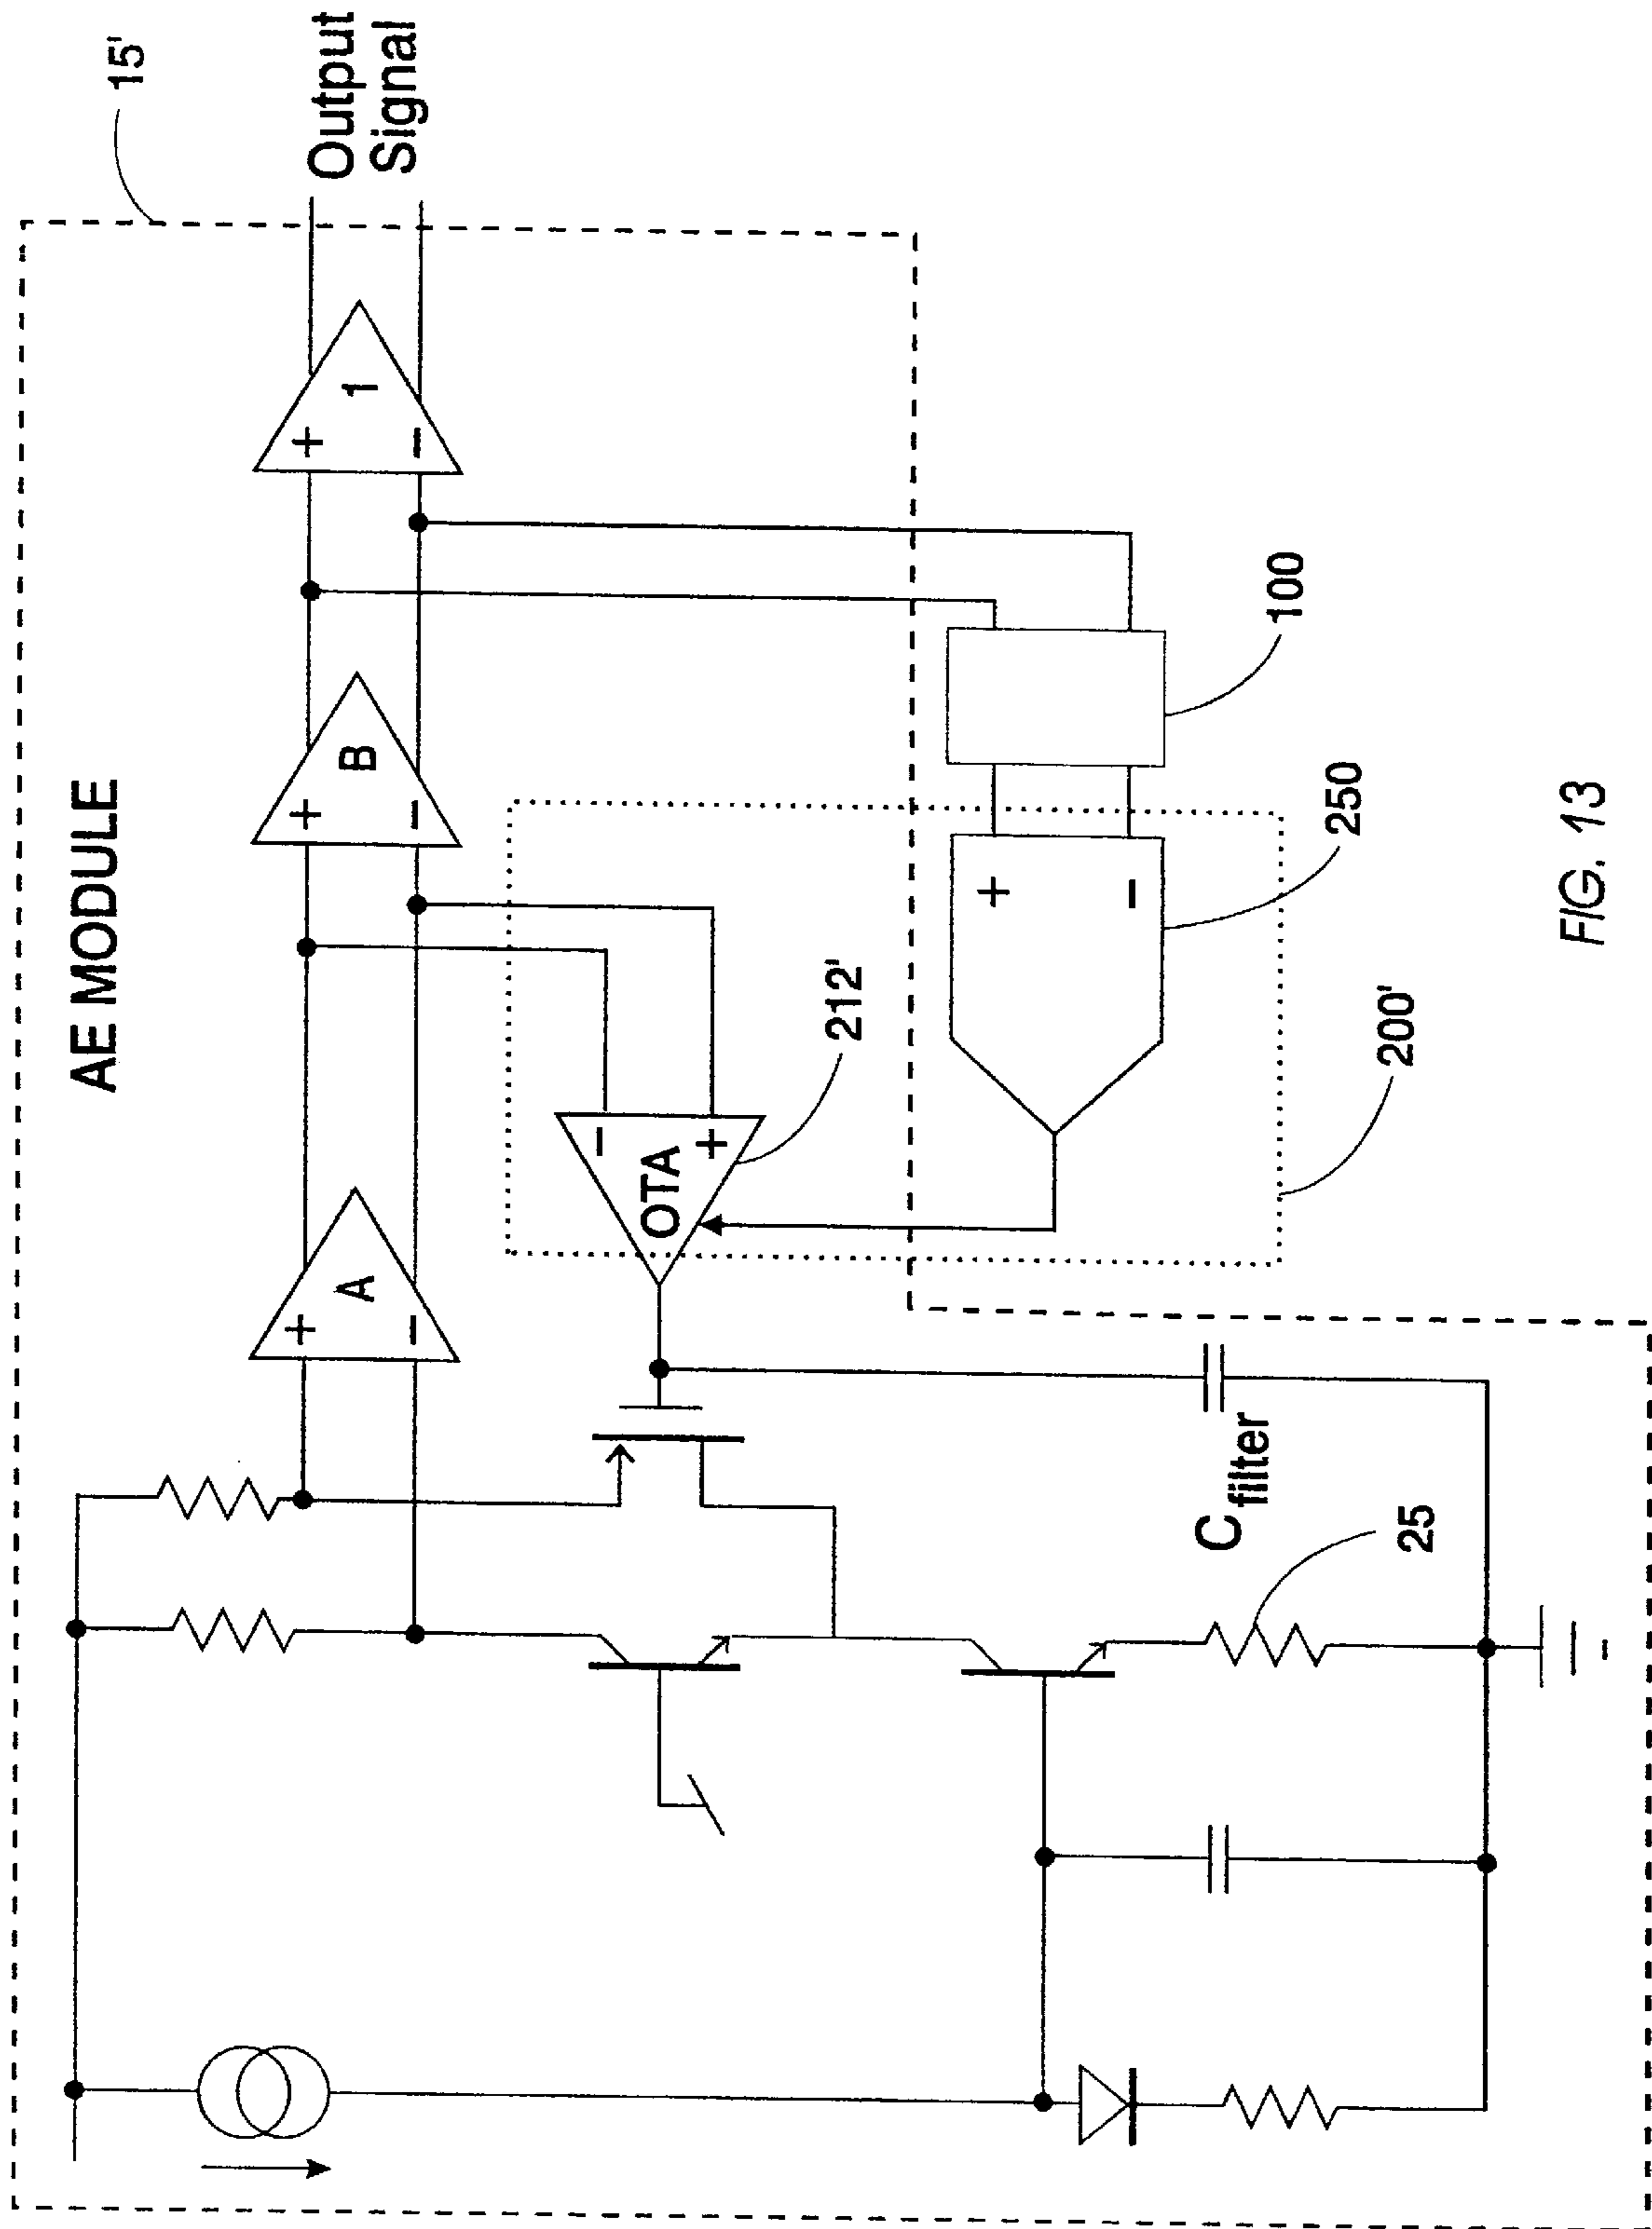 AE MODULE
15'
Output
Signal
+
−
A
+
−
B
+
−
1
−
+
OTA
212'
+
−
250
100
200'
C filter
25
FIG. 13